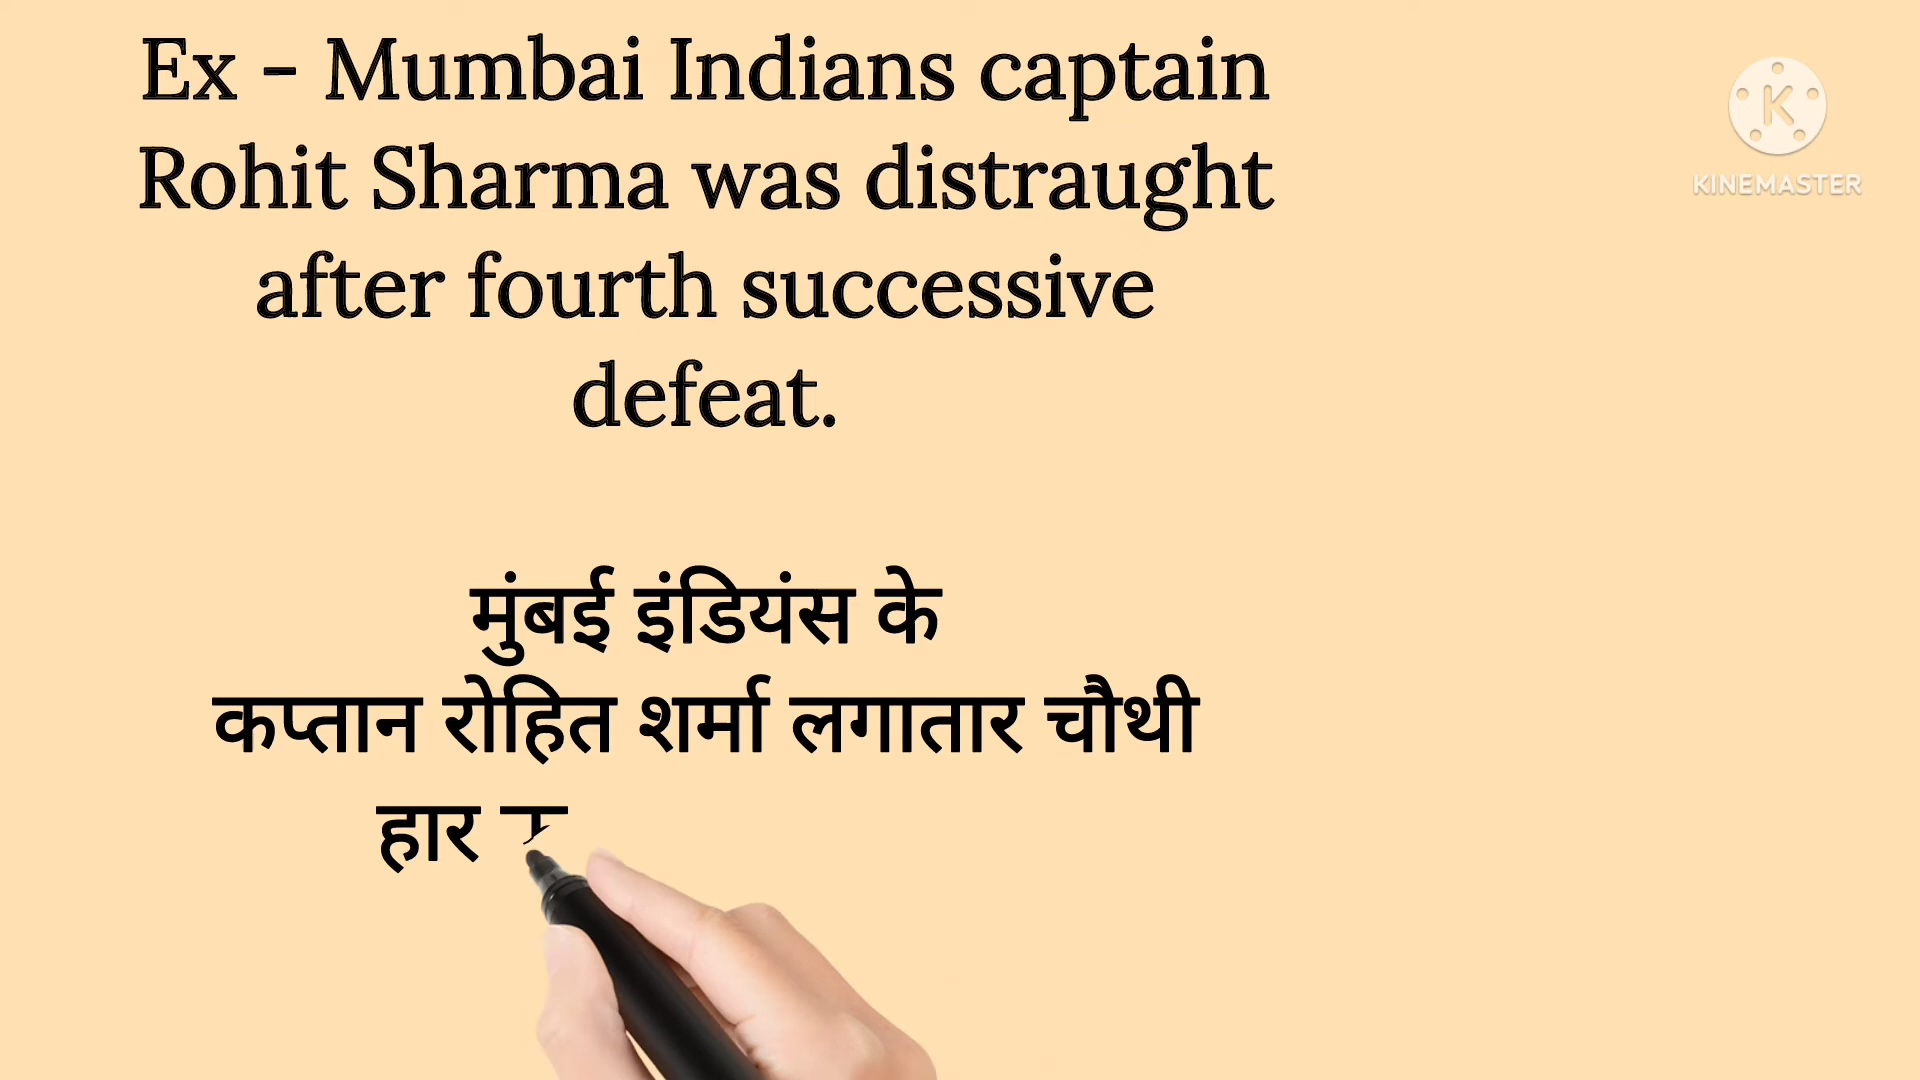 Ex - Mumbai Indians captain
Rohit Sharma was distraught
after fourth successive
defeat.
मुंबई इंडियंस के
कप्तान रोहित शर्मा लगातार चौथी
हार
K
KINEMASTER